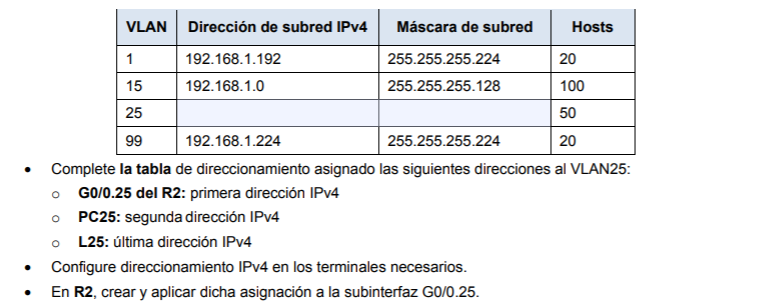 VLAN Dirección de subred IPv4 Máscara de subred Hosts
1 192.168.1.192 255.255.255.224 20
15 192.168.1.0 255.255.255.128 100
25 50
99 192.168.1.224 255.255.255.224 20
• Complete la tabla de direccionamiento asignado las siguientes direcciones al VLAN25:
o G0/0.25 del R2: primera dirección IPv4
o PC25: segunda dirección IPv4
o L25: última dirección IPv4
• Configure direccionamiento IPv4 en los terminales necesarios.
• En R2, crear y aplicar dicha asignación a la subinterfaz G0/0.25.